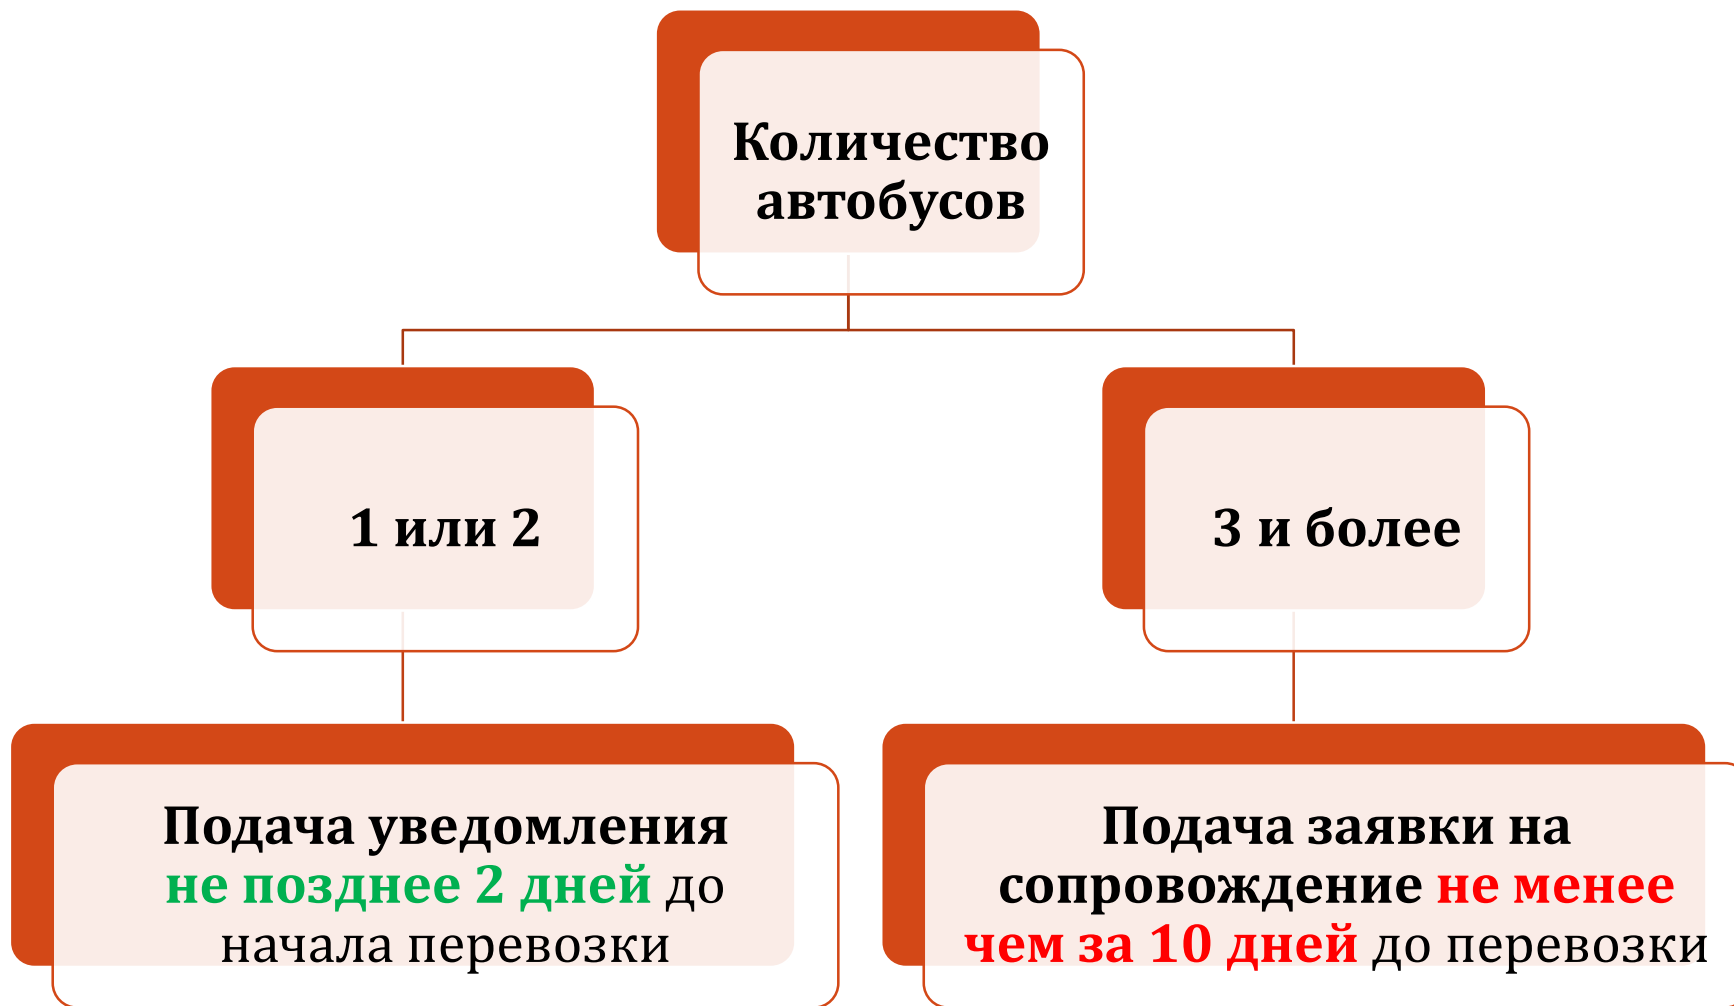 Количество
автобусов
1 или 2
3 и более
Подача уведомления
не позднее 2 дней до
начала перевозки
Подача заявки на
сопровождение не менее
чем за 10 дней до перевозки